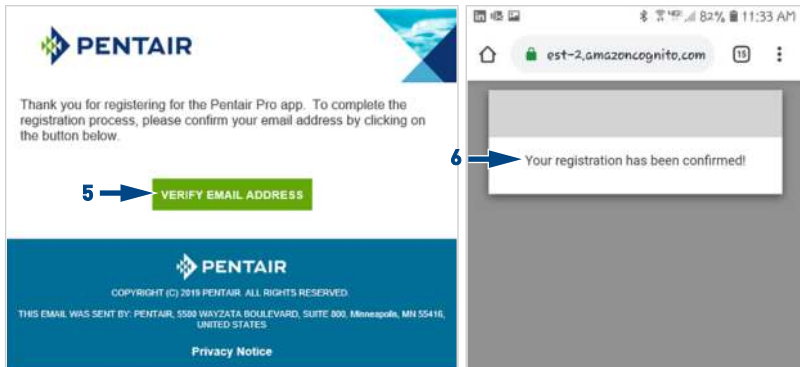 PENTAIR
Thank you for registering for the Pentair Pro app. To complete the
registration process, please confirm your email address by clicking on
the button below.
5
VERIFY EMAIL ADDRESS
PENTAIR
COPYRIGHT (C) 2019 PENTAIR. ALL RIGHTS RESERVED.
THIS EMAIL WAS SENT BY: PENTAIR, 5500 WAYZATA BOULEVARD, SUITE 800, Minneapolis, MN 55416,
UNITED STATES
Privacy Notice
82% 11:33 AM
est-2.amazoncognito.com 15
6
Your registration has been confirmed!